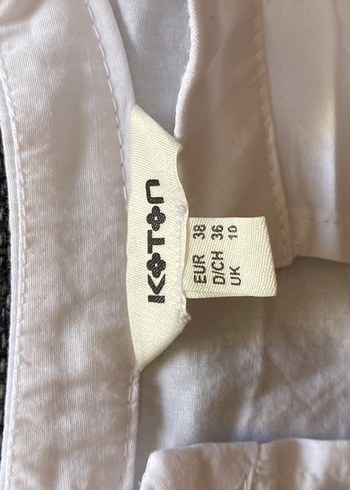 KOTON
EUR 38
D/CH 36
UK 10